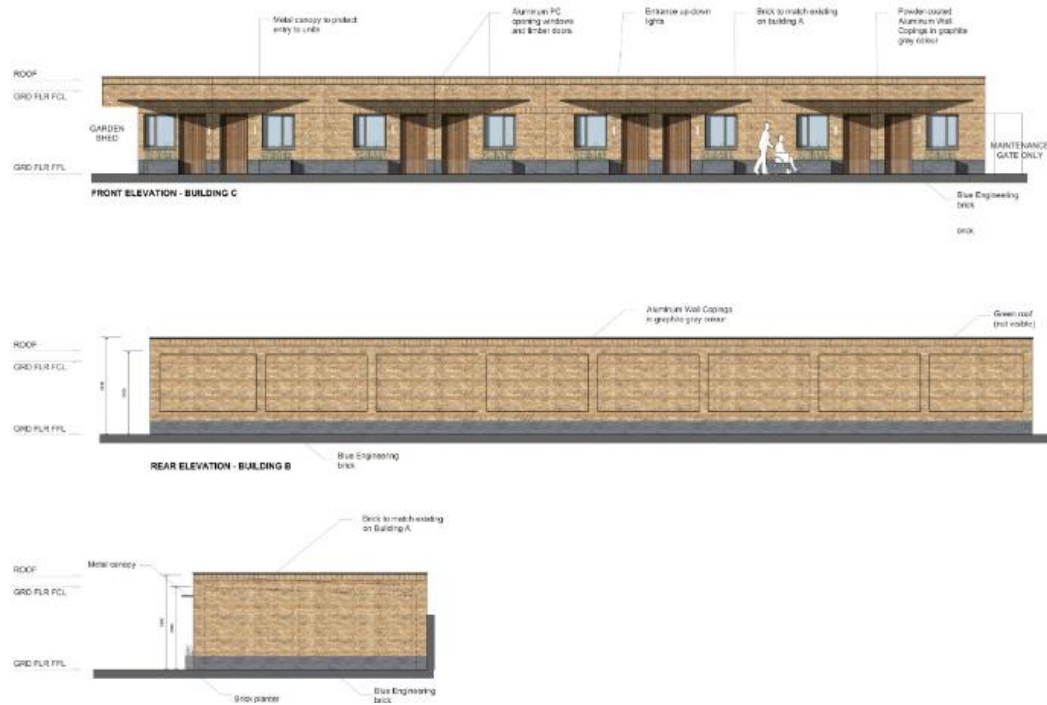 Metal canopy to protect
entry to units
Aluminum PC
opening windows
and timber doors
Entrance up-down
lights
Brick to match existing
on building A
Powder-coated
Aluminum Wall
Copings in graphite
grey colour
ROOF
GRD FLR FCL
GARDEN
SHED
GRD FLR FFL
MAINTENANCE
GATE ONLY
FRONT ELEVATION - BUILDING C
Blue Engineering
brick
brick
Aluminum Wall Copings
in graphite grey colour
Green roof
(not visible)
ROOF
GRD FLR FCL
GRD FLR FFL
REAR ELEVATION - BUILDING B
Blue Engineering
brick
Brick to match existing
on Building A
ROOF
Metal canopy
GRD FLR FCL
GRD FLR FFL
Brick planter
Blue Engineering
brick